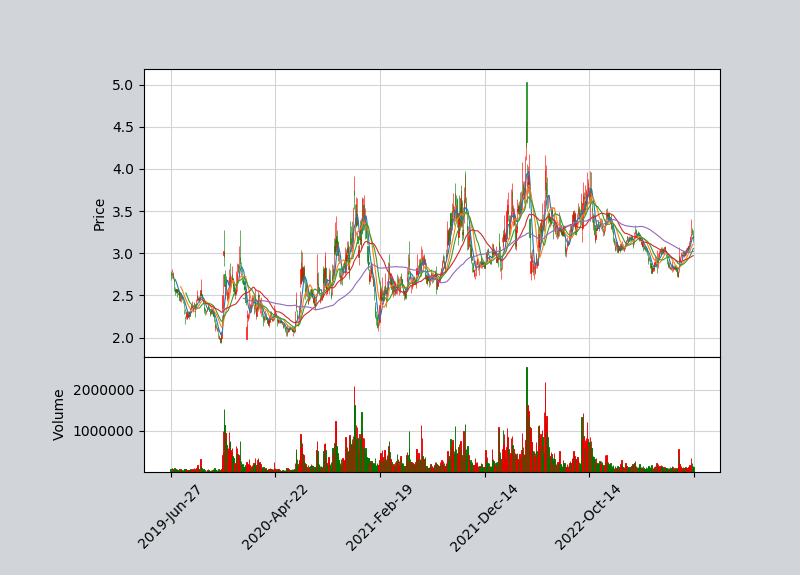 5.0
4.5
4.0
3.5
3.0
2.5
2.0
Price
2000000
1000000
Volume
2019-Jun-27
2020-Apr-22
2021-Feb-19
2021-Dec-14
2022-Oct-14